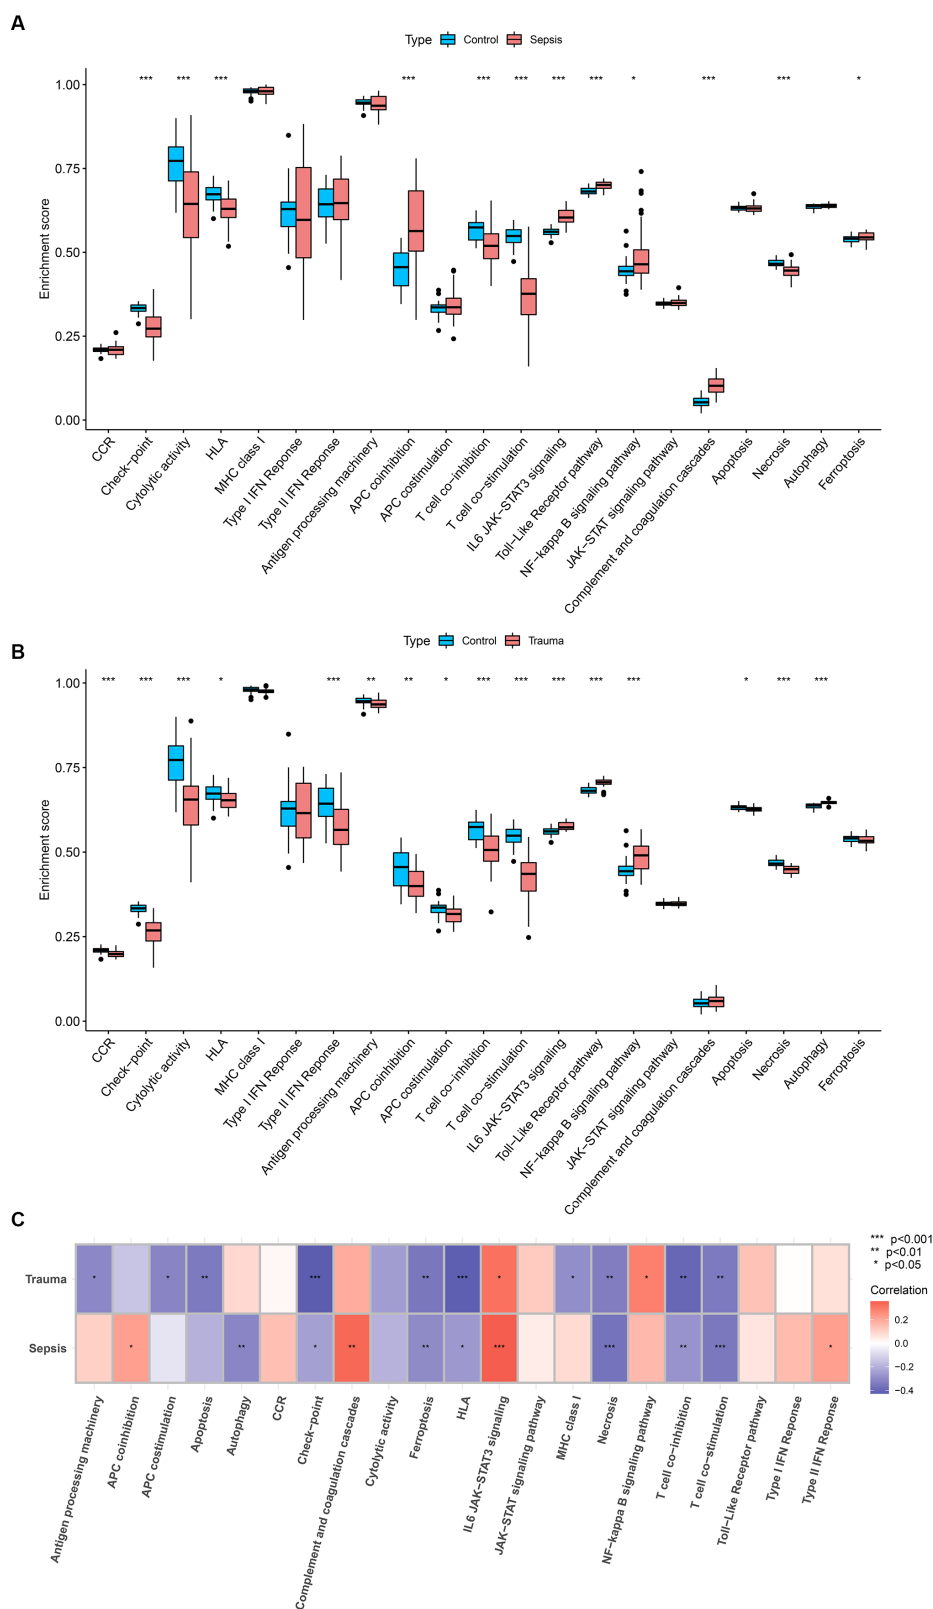 A
Type Control Sepsis
*** *** *** *** *** *** *** *** * *** *** *
Enrichment score
1.00
0.75
0.50
0.25
0.00
CCR
Check−point
Cytolytic activity
HLA
MHC class I
Type I IFN Reponse
Type II IFN Reponse
Antigen processing machinery
APC coinhibition
APC costimulation
T cell co−inhibition
T cell co−stimulation
IL6 JAK−STAT3 signaling
Toll−Like Receptor pathway
NF−kappa B signaling pathway
JAK−STAT signaling pathway
Complement and coagulation cascades
Apoptosis
Necrosis
Autophagy
Ferroptosis
B
Type Control Trauma
*** *** *** * *** ** ** * *** *** *** *** *** * *** ***
Enrichment score
1.00
0.75
0.50
0.25
0.00
CCR
Check−point
Cytolytic activity
HLA
MHC class I
Type I IFN Reponse
Type II IFN Reponse
Antigen processing machinery
APC coinhibition
APC costimulation
T cell co−inhibition
T cell co−stimulation
IL6 JAK−STAT3 signaling
Toll−Like Receptor pathway
NF−kappa B signaling pathway
JAK−STAT signaling pathway
Complement and coagulation cascades
Apoptosis
Necrosis
Autophagy
Ferroptosis
C
Trauma * * ** *** ** *** * * ** * ** **
Sepsis * ** * ** ** * *** *** ** *** *
Antigen processing machinery
APC coinhibition
APC costimulation
Apoptosis
Autophagy
CCR
Check−point
Complement and coagulation cascades
Cytolytic activity
Ferroptosis
HLA
IL6 JAK−STAT3 signaling
JAK−STAT signaling pathway
MHC class I
Necrosis
NF−kappa B signaling pathway
T cell co−inhibition
T cell co−stimulation
Toll−Like Receptor pathway
Type I IFN Reponse
Type II IFN Reponse
*** p<0.001
** p<0.01
* p<0.05
Correlation
0.2
0.0
−0.2
−0.4